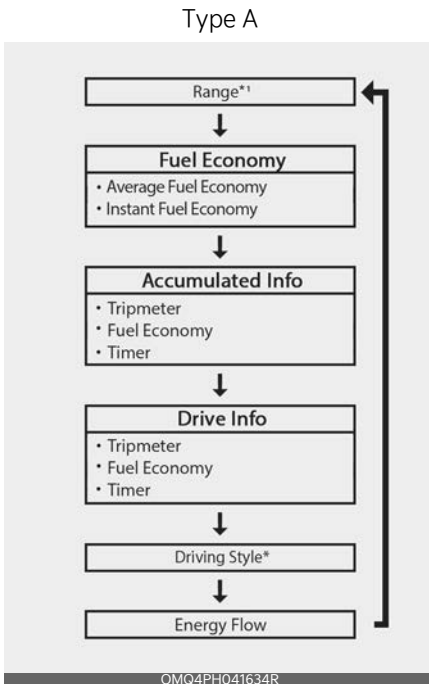 Type A
Range*¹
Fuel Economy
• Average Fuel Economy
• Instant Fuel Economy
Accumulated Info
• Tripmeter
• Fuel Economy
• Timer
Drive Info
• Tripmeter
• Fuel Economy
• Timer
Driving Style*
Energy Flow
OMQ4PH041634R